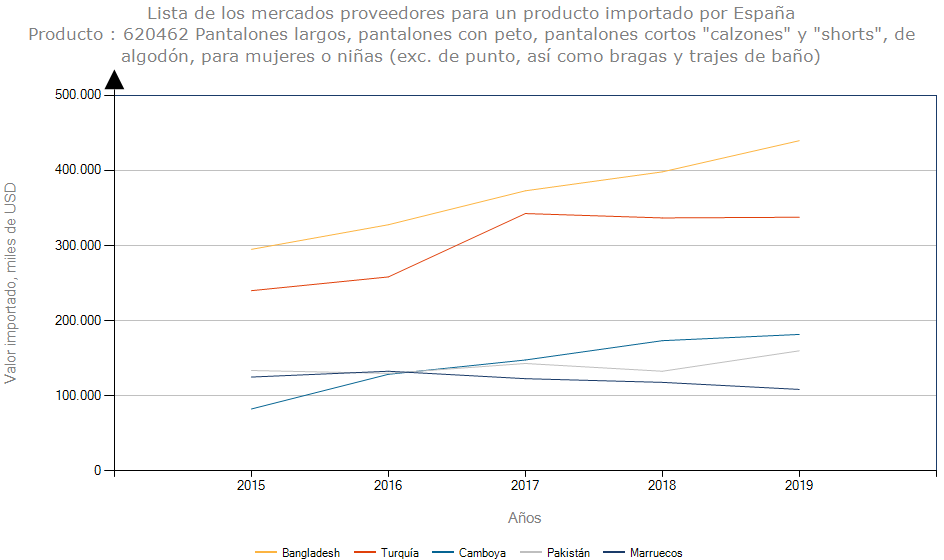 Lista de los mercados proveedores para un producto importado por España
Producto : 620462 Pantalones largos, pantalones con peto, pantalones cortos "calzones" y "shorts", de
algodón, para mujeres o niñas (exc. de punto, así como bragas y trajes de baño)
Valor importado, miles de USD
500.000
400.000
300.000
200.000
100.000
0
2015 2016 2017 2018 2019
Años
Bangladesh Turquía Camboya Pakistán Marruecos